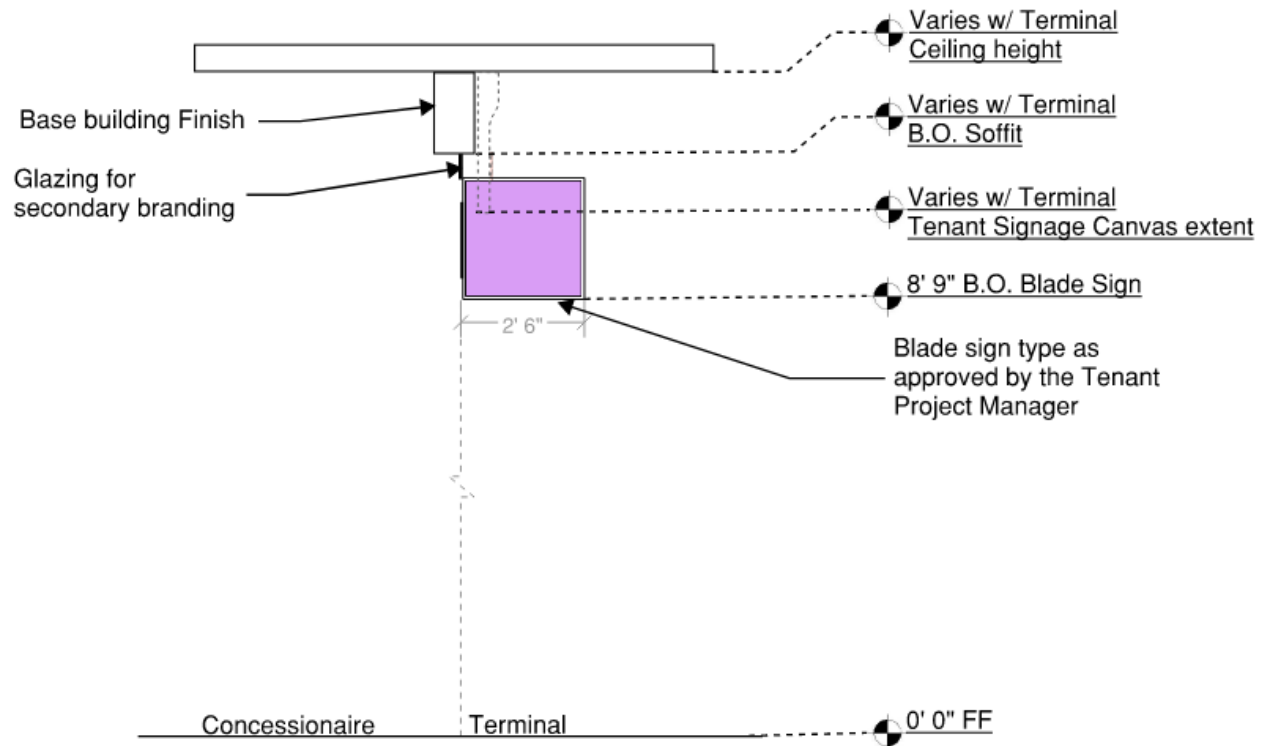 Varies w/ Terminal
Ceiling height
Base building Finish
Varies w/ Terminal
B.O. Soffit
Glazing for
secondary branding
Varies w/ Terminal
Tenant Signage Canvas extent
8' 9" B.O. Blade Sign
2' 6"
Blade sign type as
approved by the Tenant
Project Manager
Concessionaire
Terminal
0' 0" FF